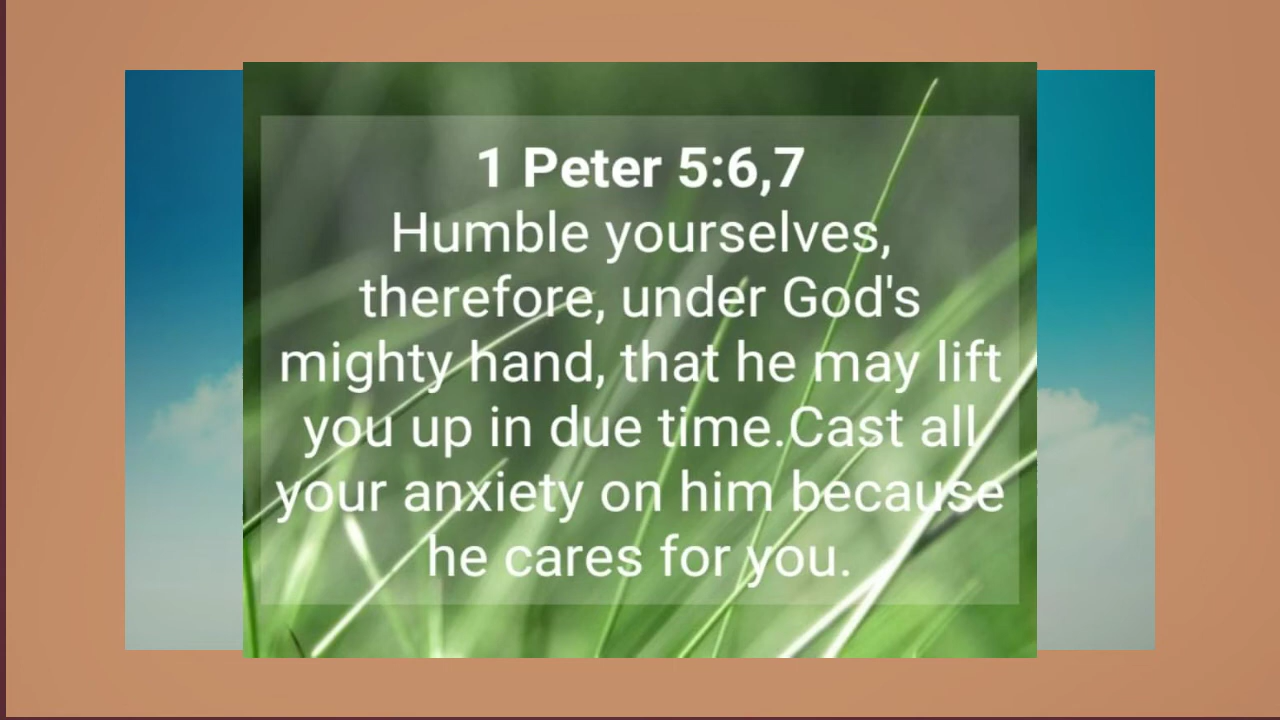 1 Peter 5:6,7
Humble yourselves,
therefore, under God's
mighty hand, that he may lift
you up in due time.Cast all
your anxiety on him because
he cares for you.